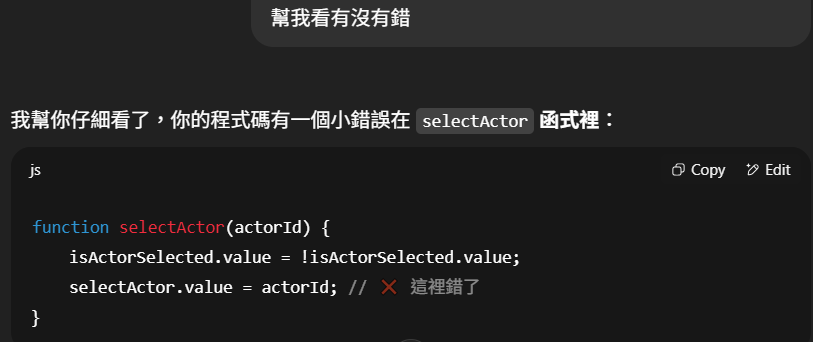 幫我看有沒有錯
我幫你仔細看了，你的程式碼有一個小錯誤在 selectActor 函式裡：
js Copy Edit
function selectActor(actorId) {
    isActorSelected.value = !isActorSelected.value;
    selectActor.value = actorId; // ❌ 這裡錯了
}